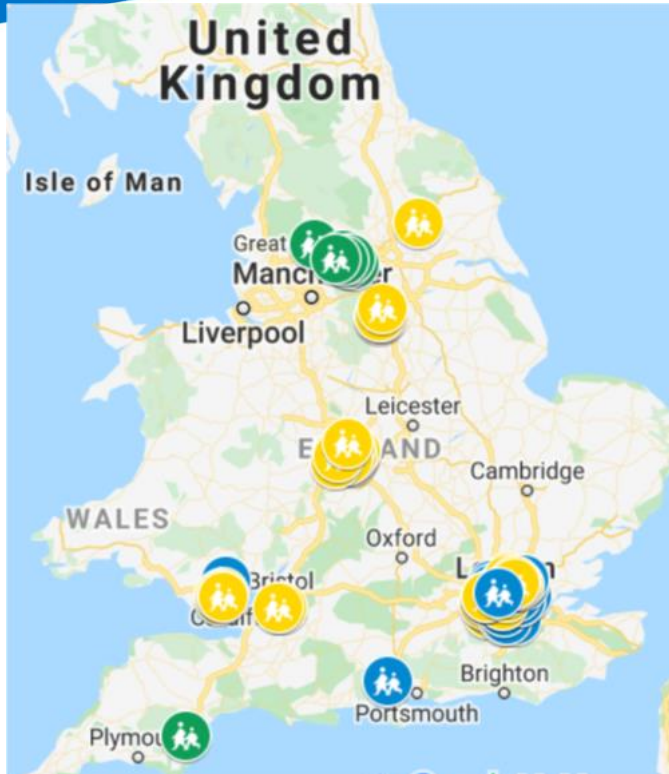 United
Kingdom
Isle of Man
Great
Liverpool
Leicester
Cambridge
WALES
Oxford
Bristol
Brighton
Portsmouth